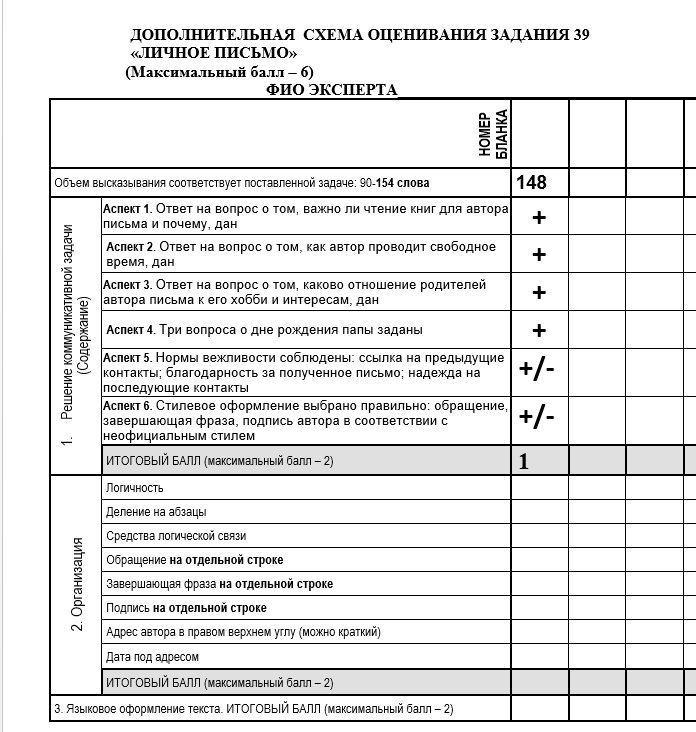 ДОПОЛНИТЕЛЬНАЯ СХЕМА ОЦЕНИВАНИЯ ЗАДАНИЯ 39
«ЛИЧНОЕ ПИСЬМО»
(Максимальный балл – 6)
ФИО ЭКСПЕРТА
НОМЕР
БЛАНКА
Объем высказывания соответствует поставленной задаче: 90-154 слова
148
1. Решение коммуникативной задачи
(Содержание)
Аспект 1. Ответ на вопрос о том, важно ли чтение книг для автора
письма и почему, дан
+
Аспект 2. Ответ на вопрос о том, как автор проводит свободное
время, дан
+
Аспект 3. Ответ на вопрос о том, каково отношение родителей
автора письма к его хобби и интересам, дан
+
Аспект 4. Три вопроса о дне рождения папы заданы
+
Аспект 5. Нормы вежливости соблюдены: ссылка на предыдущие
контакты; благодарность за полученное письмо; надежда на
последующие контакты
+/-
Аспект 6. Стилевое оформление выбрано правильно: обращение,
завершающая фраза, подпись автора в соответствии с
неофициальным стилем
+/-
ИТОГОВЫЙ БАЛЛ (максимальный балл – 2)
1
2. Организация
Логичность
Деление на абзацы
Средства логической связи
Обращение на отдельной строке
Завершающая фраза на отдельной строке
Подпись на отдельной строке
Адрес автора в правом верхнем углу (можно краткий)
Дата под адресом
ИТОГОВЫЙ БАЛЛ (максимальный балл – 2)
3. Языковое оформление текста. ИТОГОВЫЙ БАЛЛ (максимальный балл – 2)